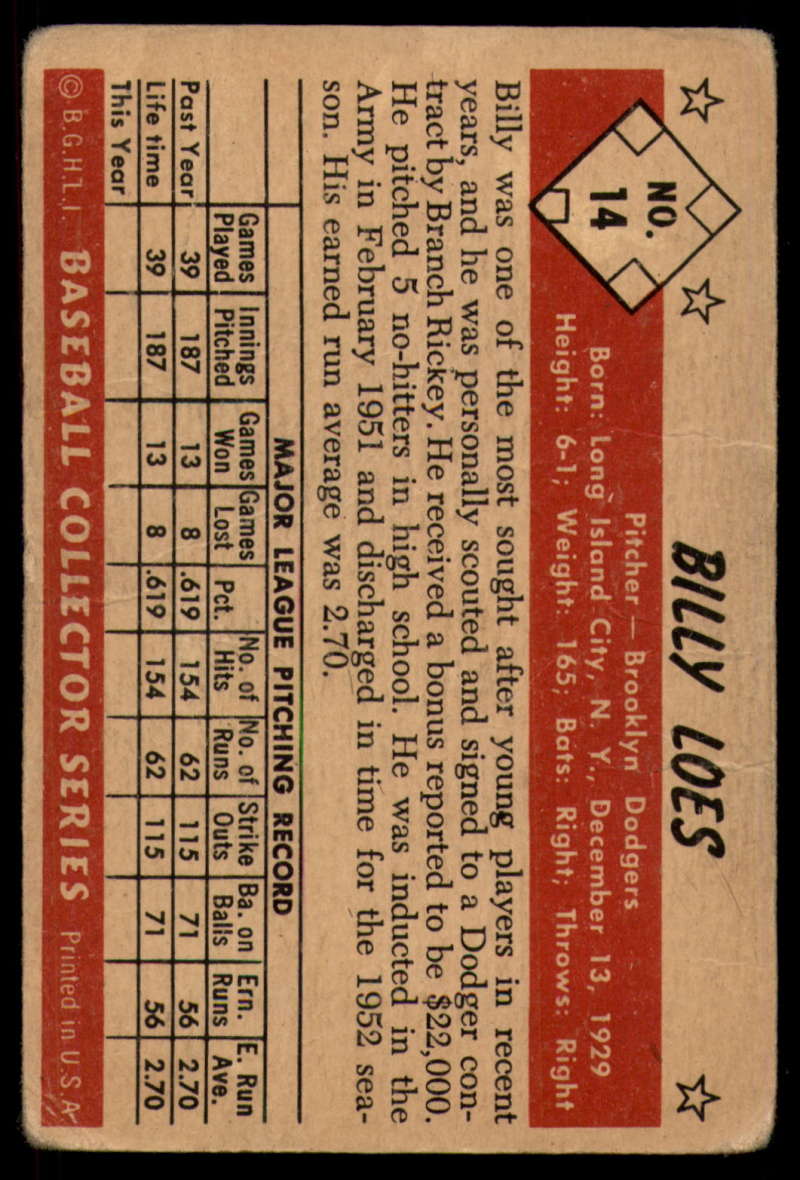 BILLY LOES
NO.
14
Pitcher — Brooklyn Dodgers
Born: Long Island City, N. Y., December 13, 1929
Height: 6-1; Weight: 165; Bats: Right; Throws: Right
Billy was one of the most sought after young players in recent
years, and he was personally scouted and signed to a Dodger con-
tract by Branch Rickey. He received a bonus reported to be $22,000.
He pitched 5 no-hitters in high school. He was inducted in the
Army in February 1951 and discharged in time for the 1952 sea-
son. His earned run average was 2.70.
MAJOR LEAGUE PITCHING RECORD
Games Played Innings Pitched Games Won Games Lost Pct. No. of Hits No. of Runs Strike Outs Ba. on Balls Ern. Runs E. Run Ave.
Past Year 39 187 13 8 .619 154 62 115 71 56 2.70
Life time 39 187 13 8 .619 154 62 115 71 56 2.70
This Year
© B.G.H.L.I. BASEBALL COLLECTOR SERIES Printed in U.S.A.